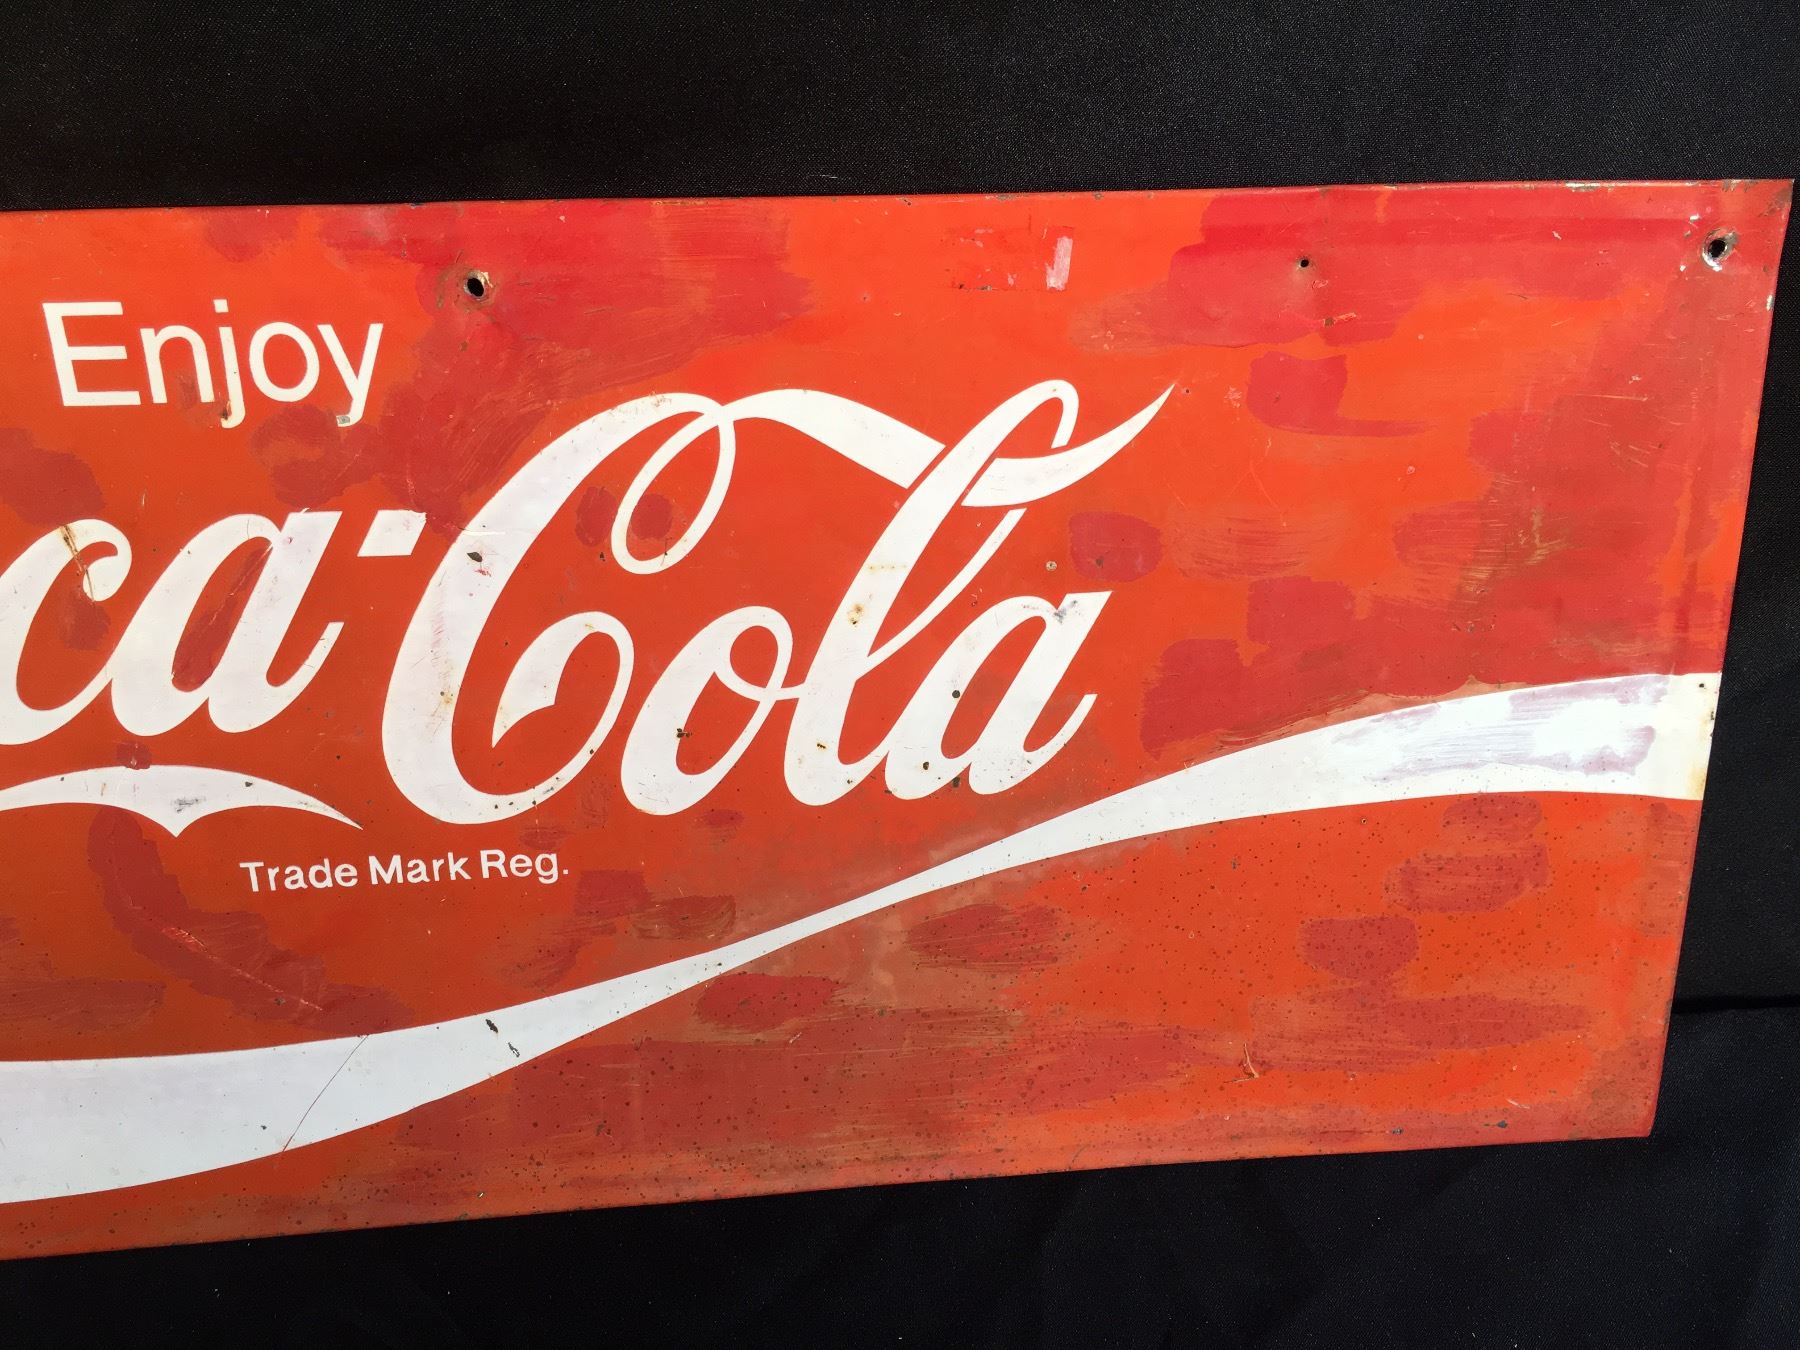 Enjoy
ca-Cola
Trade Mark Reg.